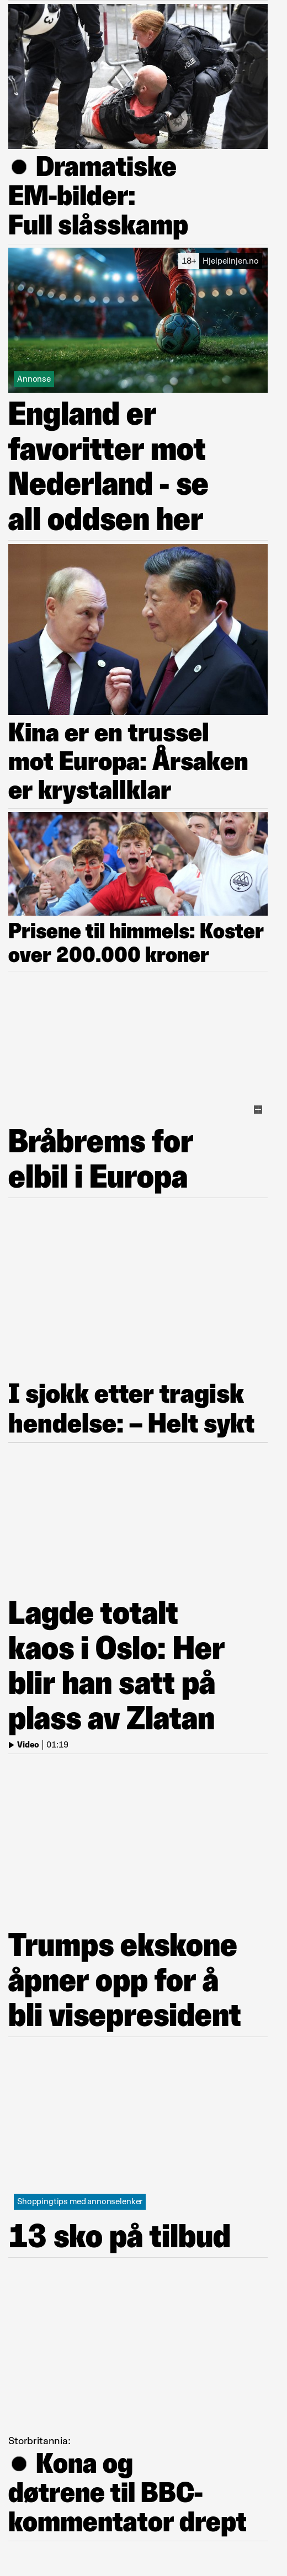 Dramatiske
EM-bilder:
Full slåsskamp
18+ Hjelpelinjen.no
Annonse
England er
favoritter mot
Nederland - se
all oddsen her
Kina er en trussel
mot Europa: Årsaken
er krystallklar
Prisene til himmels: Koster
over 200.000 kroner
Bråbrems for
elbil i Europa
I sjokk etter tragisk
hendelse: – Helt sykt
Lagde totalt
kaos i Oslo: Her
blir han satt på
plass av Zlatan
Video | 01:19
Trumps ekskone
åpner opp for å
bli visepresident
Shoppingtips med annonselenker
13 sko på tilbud
Storbritannia:
Kona og
døtrene til BBC-
kommentator drept